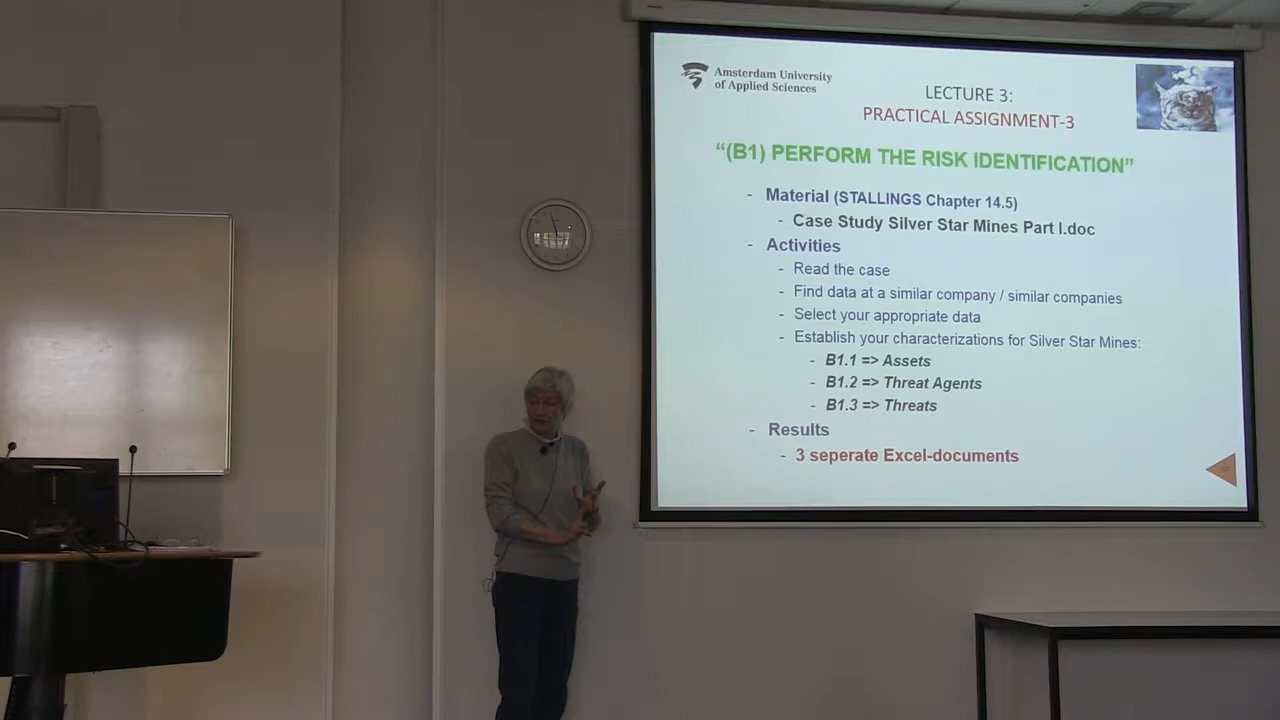 Amsterdam University
of Applied Sciences
LECTURE 3:
PRACTICAL ASSIGNMENT-3
“(B1) PERFORM THE RISK IDENTIFICATION”
- Material (STALLINGS Chapter 14.5)
- Case Study Silver Star Mines Part I.doc
- Activities
- Read the case
- Find data at a similar company / similar companies
- Select your appropriate data
- Establish your characterizations for Silver Star Mines:
- B1.1 => Assets
- B1.2 => Threat Agents
- B1.3 => Threats
- Results
- 3 seperate Excel-documents